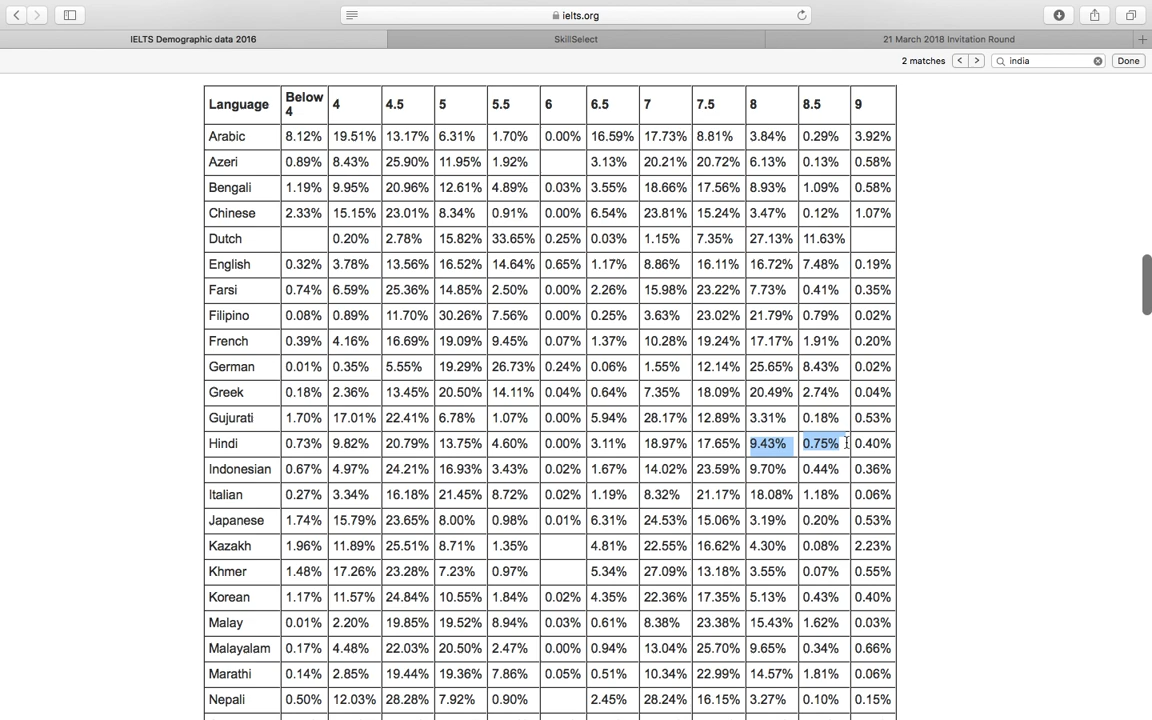 ielts.org
IELTS Demographic data 2016 SkillSelect 21 March 2018 Invitation Round
2 matches india Done
Language Below 4 4 4.5 5 5.5 6 6.5 7 7.5 8 8.5 9
Arabic 8.12% 19.51% 13.17% 6.31% 1.70% 0.00% 16.59% 17.73% 8.81% 3.84% 0.29% 3.92%
Azeri 0.89% 8.43% 25.90% 11.95% 1.92% 3.13% 20.21% 20.72% 6.13% 0.13% 0.58%
Bengali 1.19% 9.95% 20.96% 12.61% 4.89% 0.03% 3.55% 18.66% 17.56% 8.93% 1.09% 0.58%
Chinese 2.33% 15.15% 23.01% 8.34% 0.91% 0.00% 6.54% 23.81% 15.24% 3.47% 0.12% 1.07%
Dutch 0.20% 2.78% 15.82% 33.65% 0.25% 0.03% 1.15% 7.35% 27.13% 11.63%
English 0.32% 3.78% 13.56% 16.52% 14.64% 0.65% 1.17% 8.86% 16.11% 16.72% 7.48% 0.19%
Farsi 0.74% 6.59% 25.36% 14.85% 2.50% 0.00% 2.26% 15.98% 23.22% 7.73% 0.41% 0.35%
Filipino 0.08% 0.89% 11.70% 30.26% 7.56% 0.00% 0.25% 3.63% 23.02% 21.79% 0.79% 0.02%
French 0.39% 4.16% 16.69% 19.09% 9.45% 0.07% 1.37% 10.28% 19.24% 17.17% 1.91% 0.20%
German 0.01% 0.35% 5.55% 19.29% 26.73% 0.24% 0.06% 1.55% 12.14% 25.65% 8.43% 0.02%
Greek 0.18% 2.36% 13.45% 20.50% 14.11% 0.04% 0.64% 7.35% 18.09% 20.49% 2.74% 0.04%
Gujurati 1.70% 17.01% 22.41% 6.78% 1.07% 0.00% 5.94% 28.17% 12.89% 3.31% 0.18% 0.53%
Hindi 0.73% 9.82% 20.79% 13.75% 4.60% 0.00% 3.11% 18.97% 17.65% 9.43% 0.75% 0.40%
Indonesian 0.67% 4.97% 24.21% 16.93% 3.43% 0.02% 1.67% 14.02% 23.59% 9.70% 0.44% 0.36%
Italian 0.27% 3.34% 16.18% 21.45% 8.72% 0.02% 1.19% 8.32% 21.17% 18.08% 1.18% 0.06%
Japanese 1.74% 15.79% 23.65% 8.00% 0.98% 0.01% 6.31% 24.53% 15.06% 3.19% 0.20% 0.53%
Kazakh 1.96% 11.89% 25.51% 8.71% 1.35% 4.81% 22.55% 16.62% 4.30% 0.08% 2.23%
Khmer 1.48% 17.26% 23.28% 7.23% 0.97% 5.34% 27.09% 13.18% 3.55% 0.07% 0.55%
Korean 1.17% 11.57% 24.84% 10.55% 1.84% 0.02% 4.35% 22.36% 17.35% 5.13% 0.43% 0.40%
Malay 0.01% 2.20% 19.85% 19.52% 8.94% 0.03% 0.61% 8.38% 23.38% 15.43% 1.62% 0.03%
Malayalam 0.17% 4.48% 22.03% 20.50% 2.47% 0.00% 0.94% 13.04% 25.70% 9.65% 0.34% 0.66%
Marathi 0.14% 2.85% 19.44% 19.36% 7.86% 0.05% 0.51% 10.34% 22.99% 14.57% 1.81% 0.06%
Nepali 0.50% 12.03% 28.28% 7.92% 0.90% 2.45% 28.24% 16.15% 3.27% 0.10% 0.15%